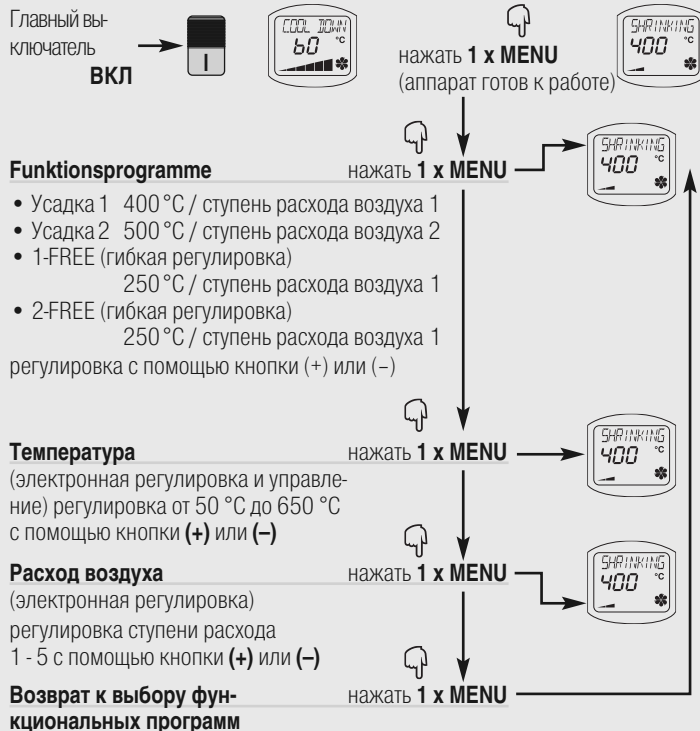 Главный вы-
ключатель
ВКЛ
I
COOL DOWN
60 °C
нажать 1 x MENU
(аппарат готов к работе)
SHRINKING
400 °C
Funktionsprogramme нажать 1 x MENU
SHRINKING
400 °C
• Усадка 1 400 °C / ступень расхода воздуха 1
• Усадка 2 500 °C / ступень расхода воздуха 2
• 1-FREE (гибкая регулировка)
250 °C / ступень расхода воздуха 1
• 2-FREE (гибкая регулировка)
250 °C / ступень расхода воздуха 1
регулировка с помощью кнопки (+) или (–)
Температура нажать 1 x MENU
SHRINKING
400 °C
(электронная регулировка и управле-
ние) регулировка от 50 °C до 650 °C
с помощью кнопки (+) или (–)
Расход воздуха нажать 1 x MENU
SHRINKING
400 °C
(электронная регулировка)
регулировка ступени расхода
1 - 5 с помощью кнопки (+) или (–)
Возврат к выбору фун- нажать 1 x MENU
кциональных программ